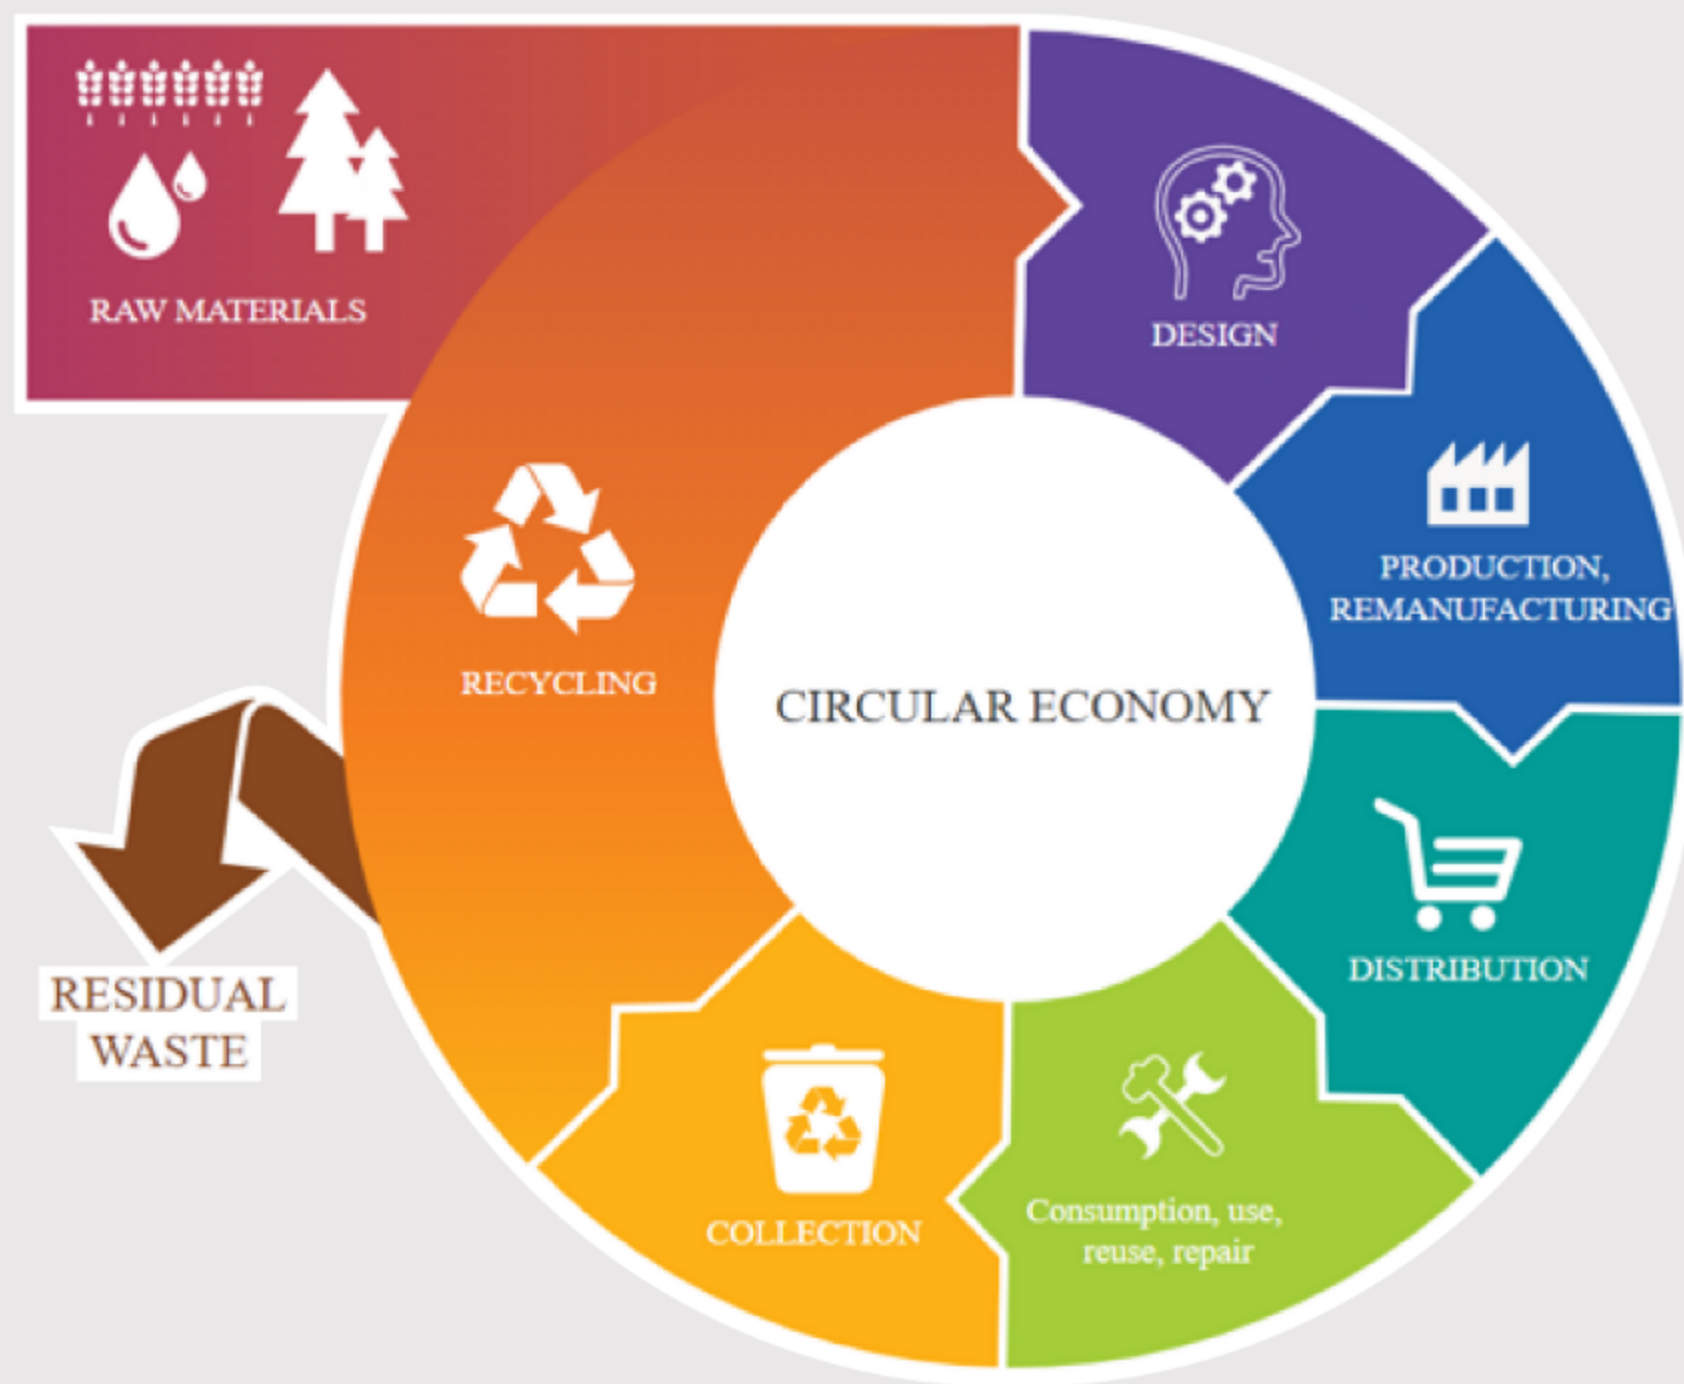 RAW MATERIALS
DESIGN
PRODUCTION,
REMANUFACTURING
RECYCLING
CIRCULAR ECONOMY
DISTRIBUTION
RESIDUAL
WASTE
Consumption, use,
reuse, repair
COLLECTION